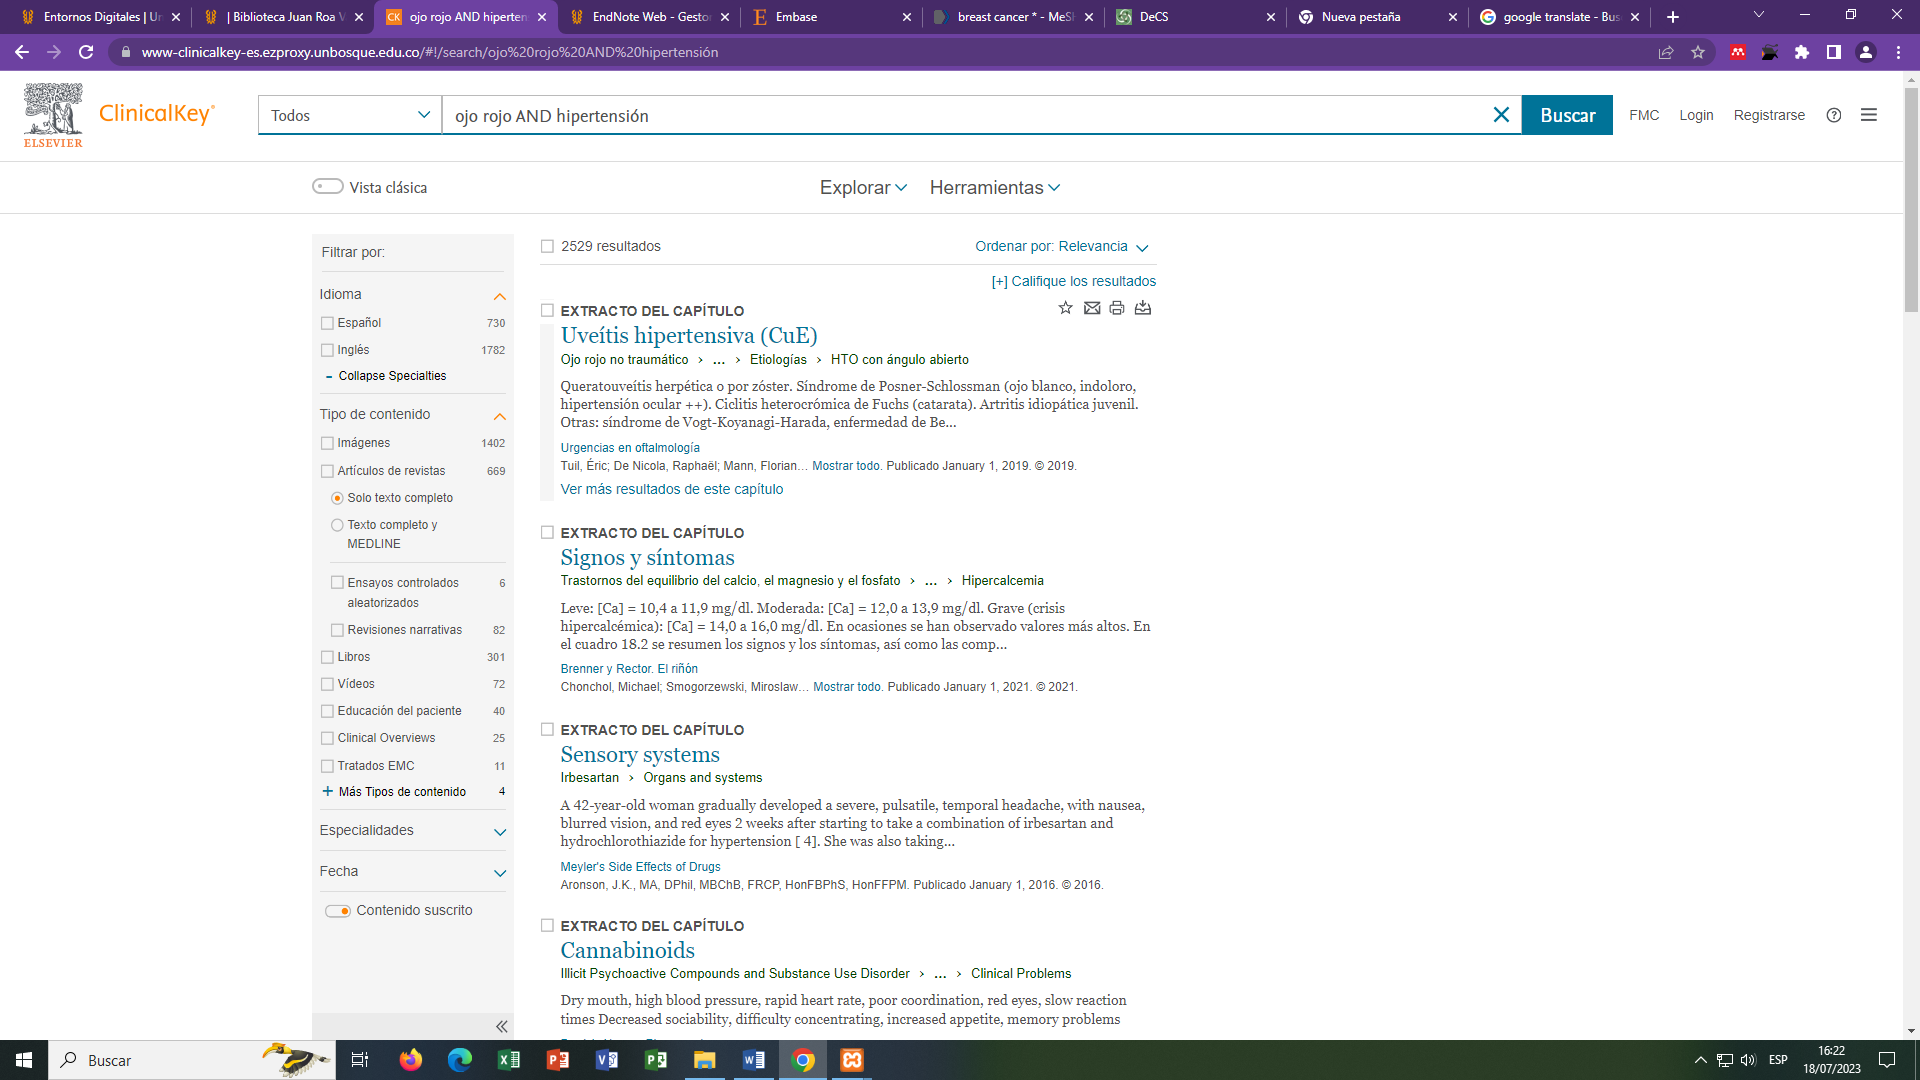 Entornos Digitales | Un
| Biblioteca Juan Roa V
ojo rojo AND hiperten
EndNote Web - Gesto
Embase
breast cancer * - MeSH
DeCS
Nueva pestaña
google translate - Bus
www-clinicalkey-es.ezproxy.unbosque.edu.co/#!/search/ojo%20rojo%20AND%20hipertensión
ELSEVIER
ClinicalKey®
Todos
ojo rojo AND hipertensión
Buscar
FMC
Login
Registrarse
Vista clásica
Explorar
Herramientas
Filtrar por:
Idioma
Español 730
Inglés 1782
- Collapse Specialties
Tipo de contenido
Imágenes 1402
Artículos de revistas 669
Solo texto completo
Texto completo y
MEDLINE
Ensayos controlados 6
aleatorizados
Revisiones narrativas 82
Libros 301
Vídeos 72
Educación del paciente 40
Clinical Overviews 25
Tratados EMC 11
+ Más Tipos de contenido 4
Especialidades
Fecha
Contenido suscrito
2529 resultados
Ordenar por: Relevancia
[+] Califique los resultados
EXTRACTO DEL CAPÍTULO
Uveítis hipertensiva (CuE)
Ojo rojo no traumático › ... › Etiologías › HTO con ángulo abierto
Queratouveítis herpética o por zóster. Síndrome de Posner-Schlossman (ojo blanco, indoloro,
hipertensión ocular ++). Ciclitis heterocrómica de Fuchs (catarata). Artritis idiopática juvenil.
Otras: síndrome de Vogt-Koyanagi-Harada, enfermedad de Be...
Urgencias en oftalmología
Tuil, Éric; De Nicola, Raphaël; Mann, Florian... Mostrar todo. Publicado January 1, 2019. © 2019.
Ver más resultados de este capítulo
EXTRACTO DEL CAPÍTULO
Signos y síntomas
Trastornos del equilibrio del calcio, el magnesio y el fosfato › ... › Hipercalcemia
Leve: [Ca] = 10,4 a 11,9 mg/dl. Moderada: [Ca] = 12,0 a 13,9 mg/dl. Grave (crisis
hipercalcémica): [Ca] = 14,0 a 16,0 mg/dl. En ocasiones se han observado valores más altos. En
el cuadro 18.2 se resumen los signos y los síntomas, así como las comp...
Brenner y Rector. El riñón
Chonchol, Michael; Smogorzewski, Miroslaw... Mostrar todo. Publicado January 1, 2021. © 2021.
EXTRACTO DEL CAPÍTULO
Sensory systems
Irbesartan › Organs and systems
A 42-year-old woman gradually developed a severe, pulsatile, temporal headache, with nausea,
blurred vision, and red eyes 2 weeks after starting to take a combination of irbesartan and
hydrochlorothiazide for hypertension [ 4]. She was also taking...
Meyler's Side Effects of Drugs
Aronson, J.K., MA, DPhil, MBChB, FRCP, HonFBPhS, HonFFPM. Publicado January 1, 2016. © 2016.
EXTRACTO DEL CAPÍTULO
Cannabinoids
Illicit Psychoactive Compounds and Substance Use Disorder › ... › Clinical Problems
Dry mouth, high blood pressure, rapid heart rate, poor coordination, red eyes, slow reaction
times Decreased sociability, difficulty concentrating, increased appetite, memory problems
Buscar
ESP
16:22
18/07/2023